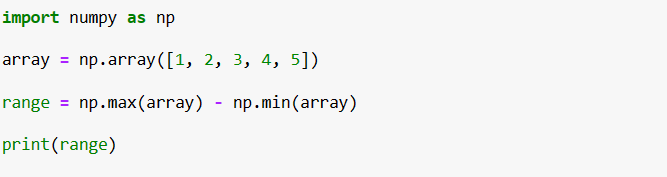 import numpy as np
array = np.array([1, 2, 3, 4, 5])
range = np.max(array) - np.min(array)
print(range)